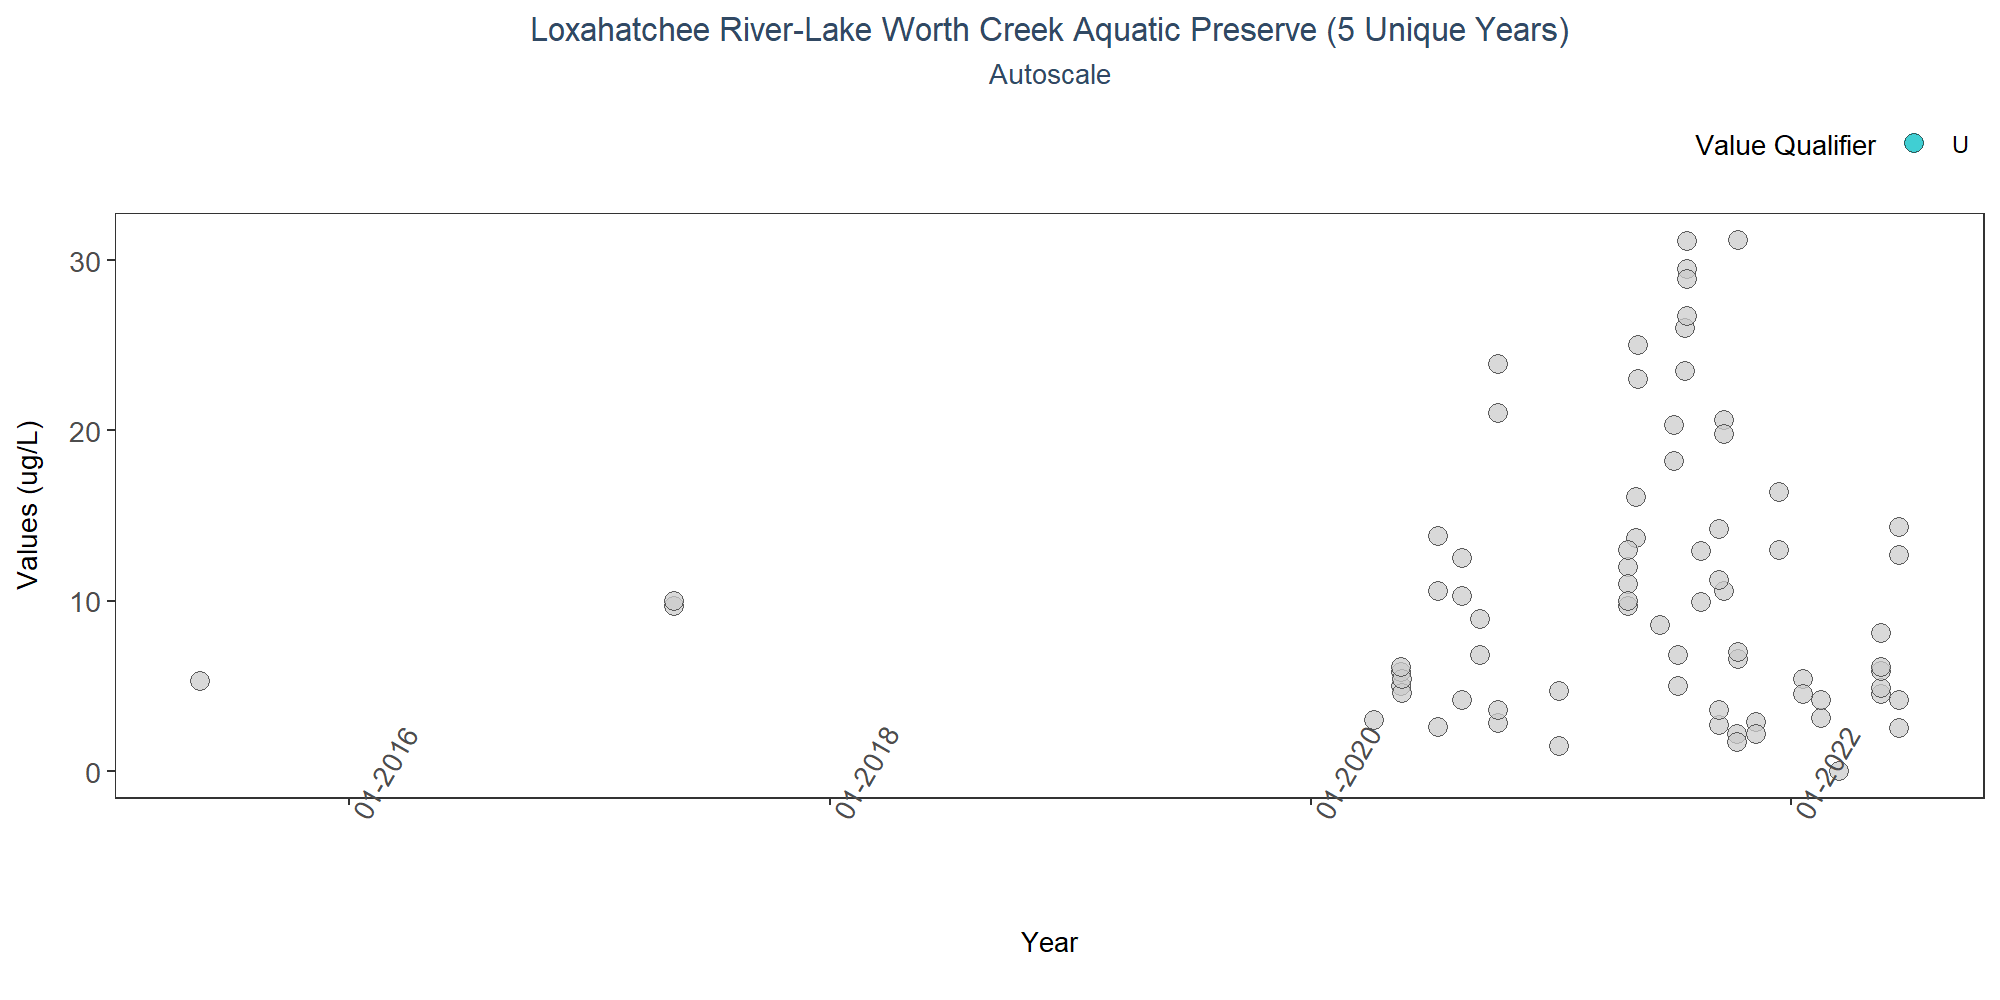 Loxahatchee River-Lake Worth Creek Aquatic Preserve (5 Unique Years)
Autoscale
Value Qualifier U
30
20
10
0
Values (ug/L)
01-2016
01-2018
01-2020
01-2022
Year